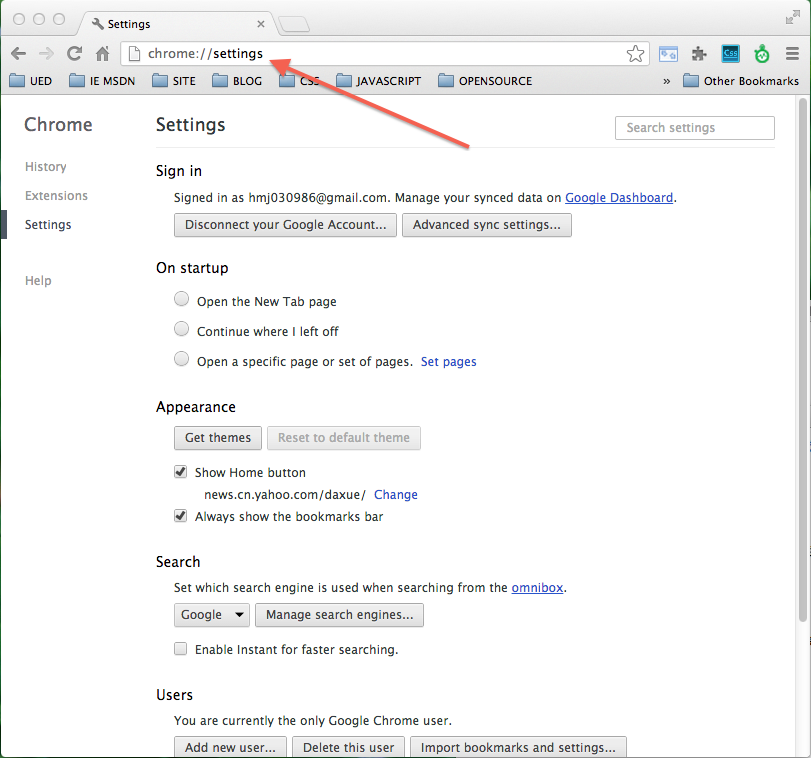 Settings
chrome://settings
UED IE MSDN SITE BLOG CSS JAVASCRIPT OPENSOURCE » Other Bookmarks
Chrome
History
Extensions
Settings
Help
Settings
Search settings
Sign in
Signed in as hmj030986@gmail.com. Manage your synced data on Google Dashboard.
Disconnect your Google Account... Advanced sync settings...
On startup
Open the New Tab page
Continue where I left off
Open a specific page or set of pages. Set pages
Appearance
Get themes Reset to default theme
Show Home button
news.cn.yahoo.com/daxue/ Change
Always show the bookmarks bar
Search
Set which search engine is used when searching from the omnibox.
Google Manage search engines...
Enable Instant for faster searching.
Users
You are currently the only Google Chrome user.
Add new user... Delete this user Import bookmarks and settings...